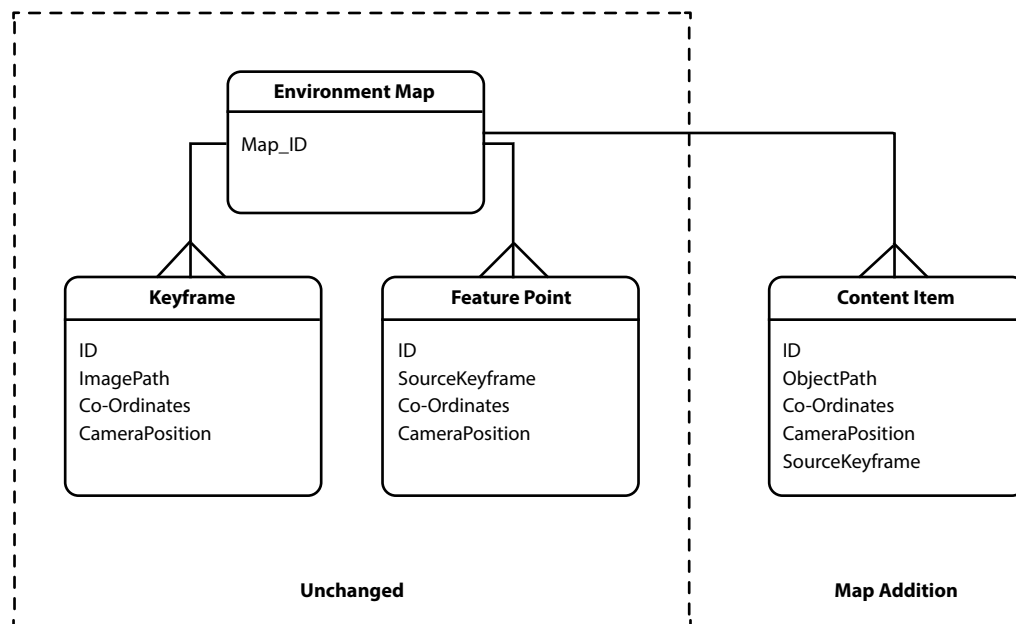 Environment Map
Map_ID
Keyframe
ID
ImagePath
Co-Ordinates
CameraPosition
Feature Point
ID
SourceKeyframe
Co-Ordinates
CameraPosition
Content Item
ID
ObjectPath
Co-Ordinates
CameraPosition
SourceKeyframe
Unchanged
Map Addition